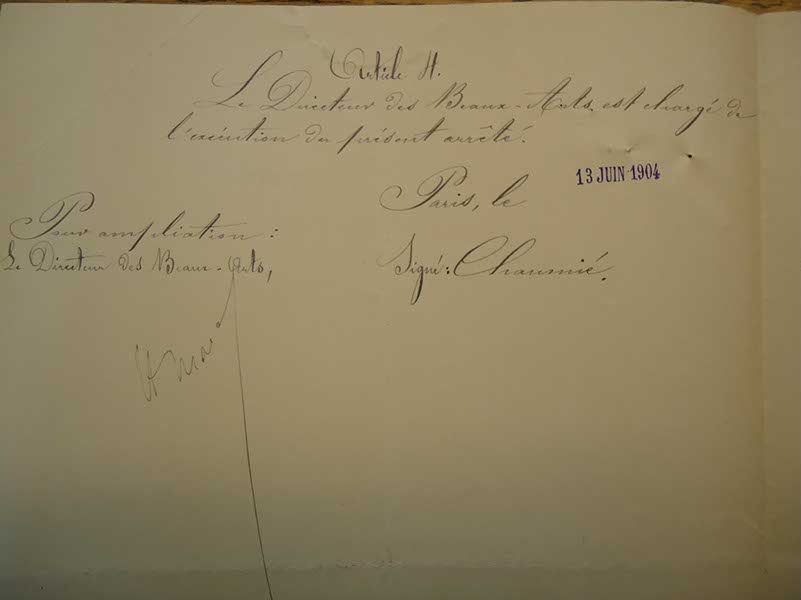 Article 4.
Le Directeur des Beaux-Arts, est chargé de
l'exécution du présent arrêté.
Paris, le 13 JUIN 1904
Pour ampliation :
Le Directeur des Beaux-Arts,
Signé : Chaumié.